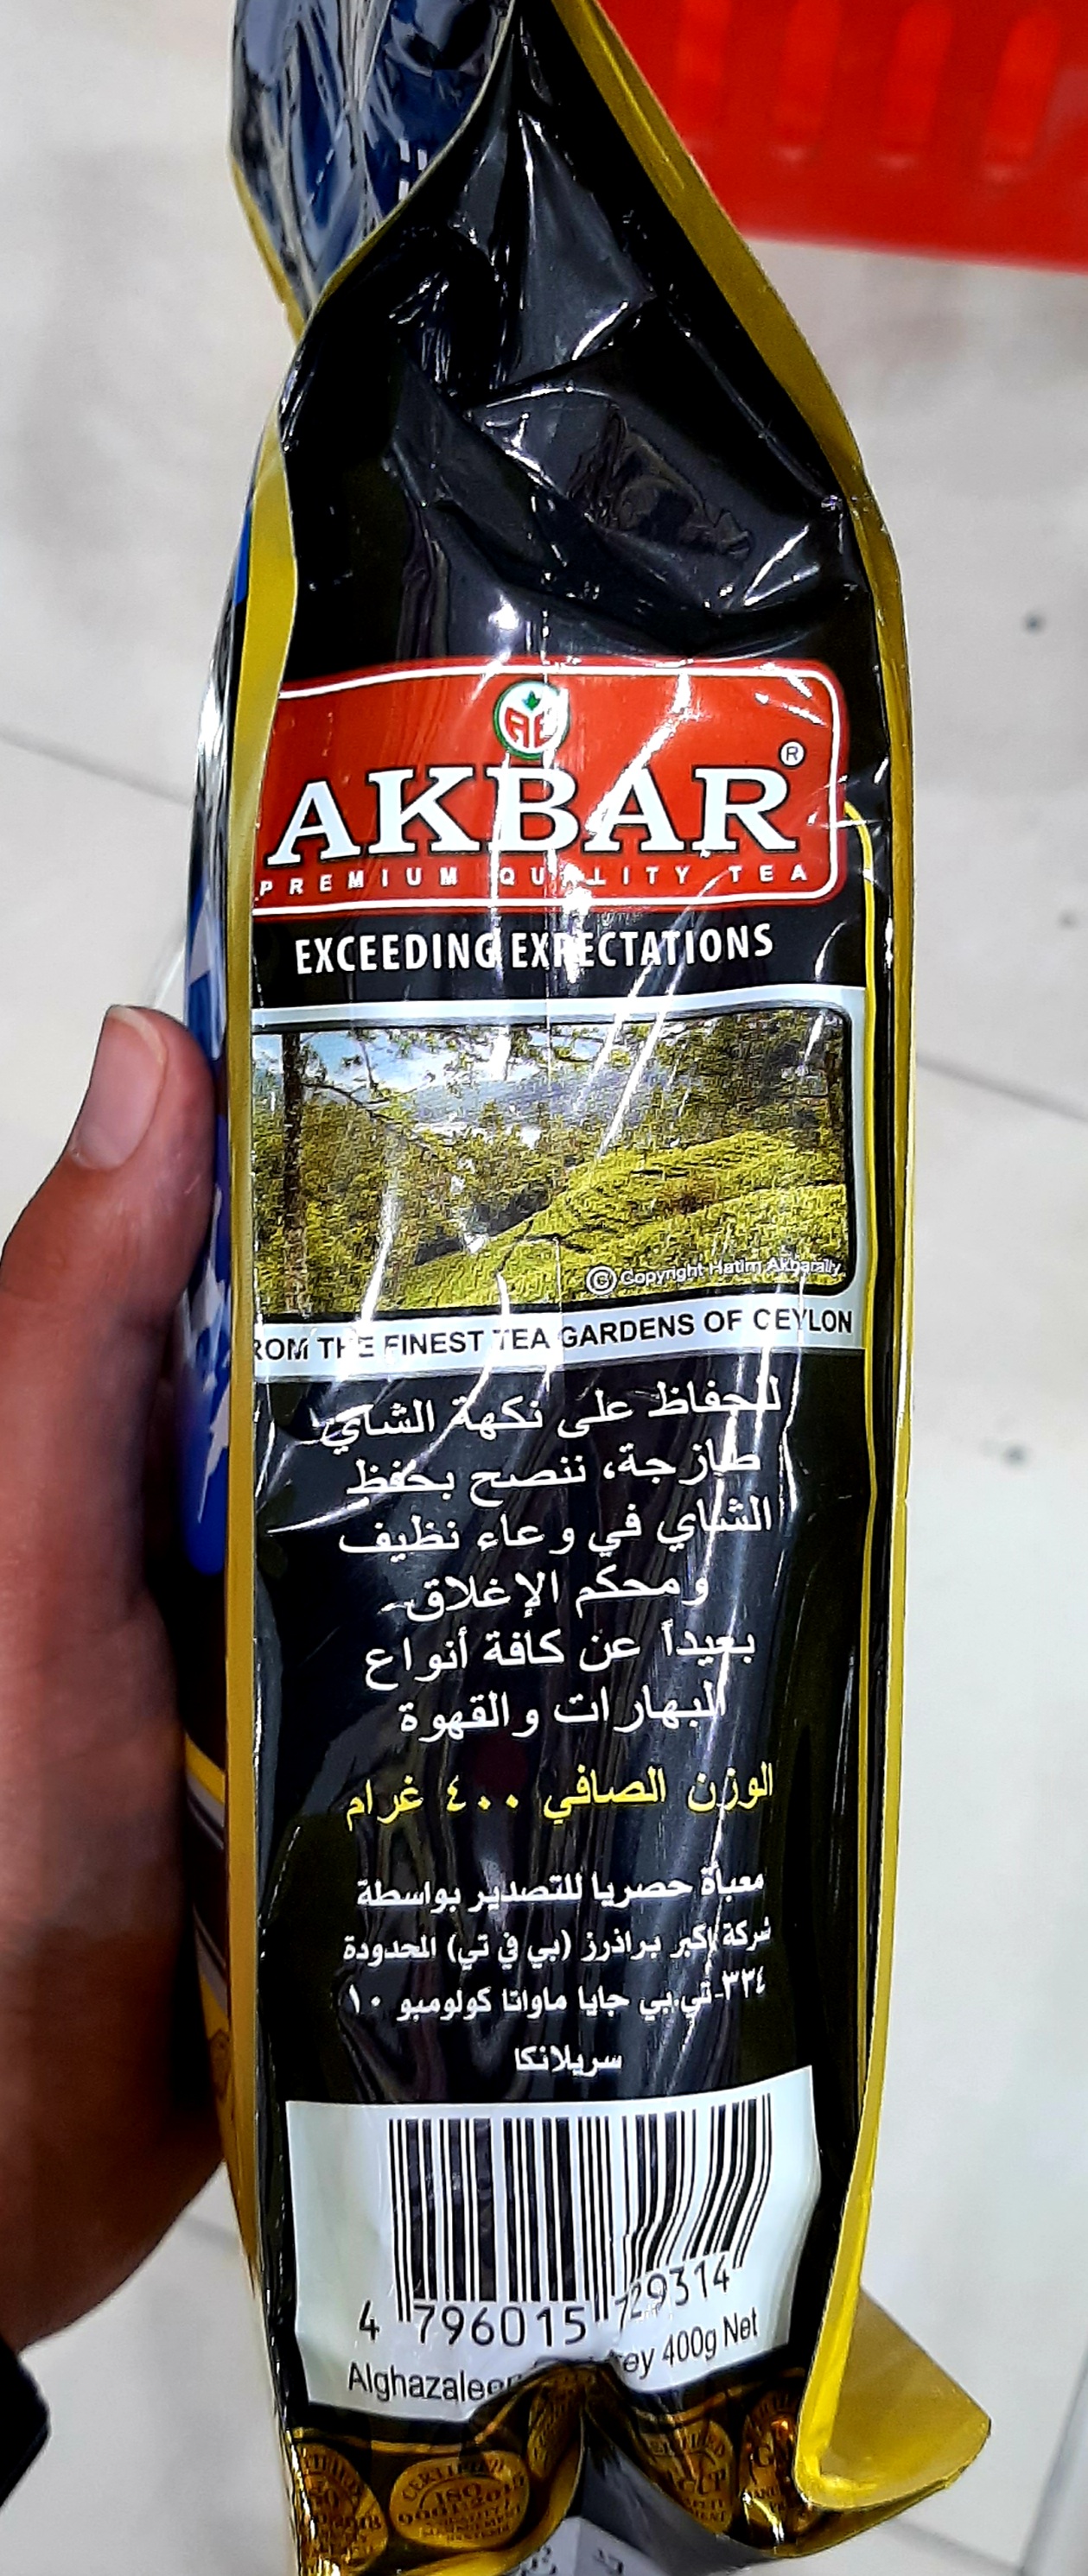 AKBAR®
PREMIUM QUALITY TEA
EXCEEDING EXPECTATIONS
© Copyright Hatim Akbarally
ROM THE FINEST TEA GARDENS OF CEYLON
للحفاظ على نكهة الشاي
طازجة، ننصح بحفظ
الشاي في وعاء نظيف
ومحكم الإغلاق
بعيداً عن كافة أنواع
البهارات والقهوة
الوزن الصافي ٤٠٠ غرام
معبأة حصريا للتصدير بواسطة
شركة اكبر براذرز (بي في تي) المحدودة
٣٣٤-تي.بي جايا ماواتا كولومبو ١٠
سريلانكا
4 796015 729314
ey 400g Net
CERTIFIED
ISO